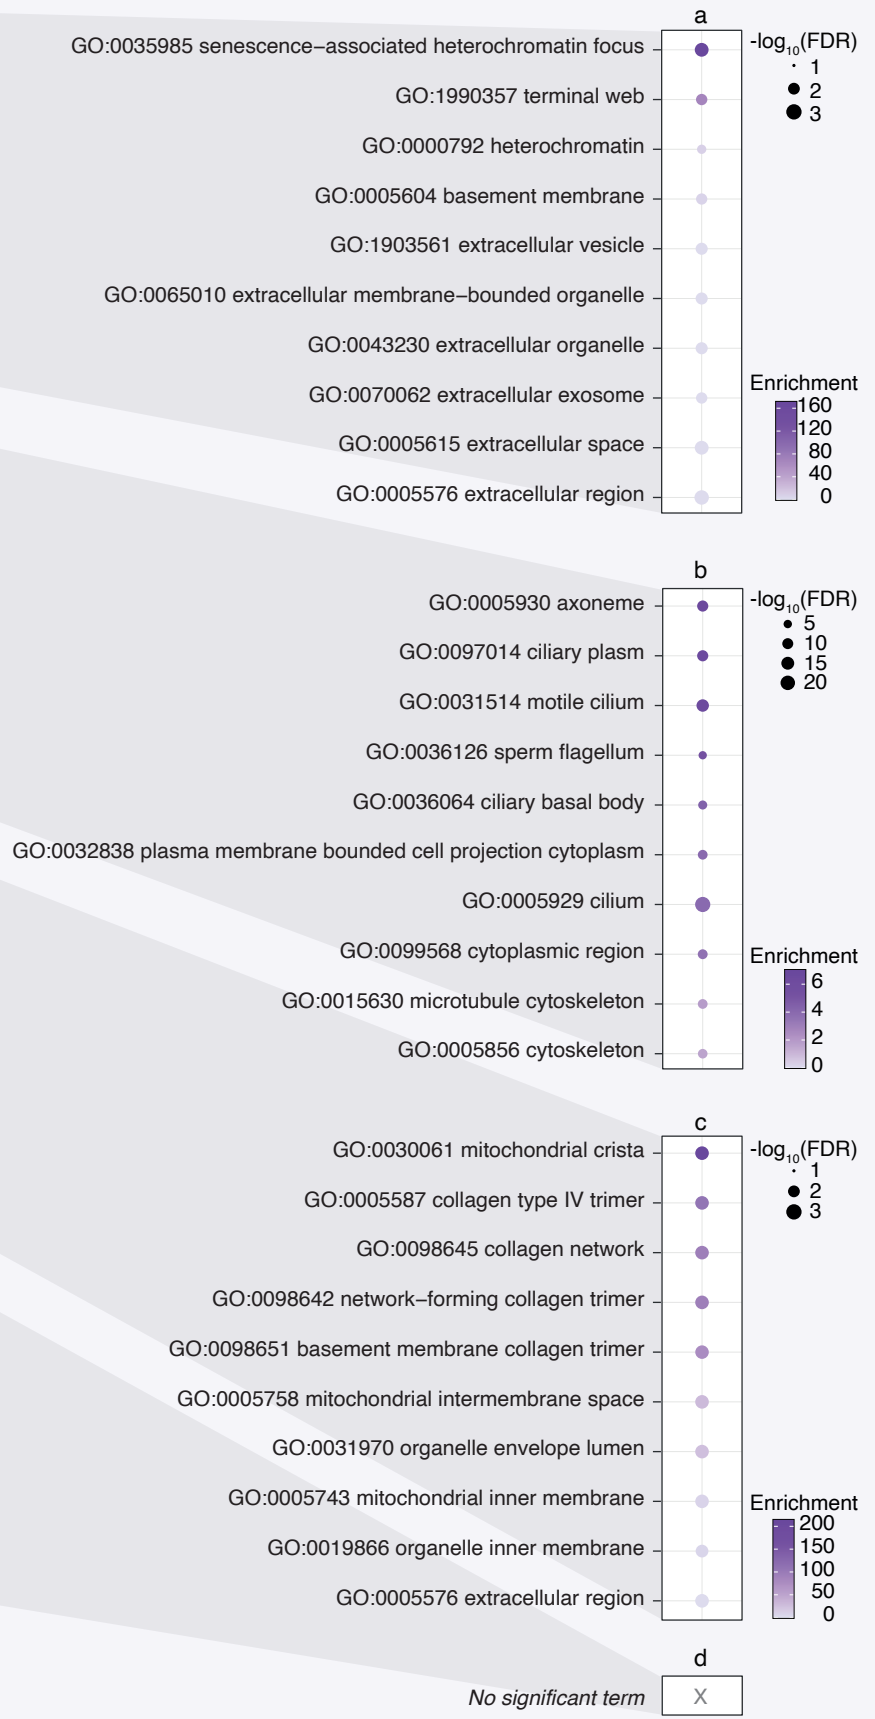 a
GO:0035985 senescence−associated heterochromatin focus
GO:1990357 terminal web
GO:0000792 heterochromatin
GO:0005604 basement membrane
GO:1903561 extracellular vesicle
GO:0065010 extracellular membrane−bounded organelle
GO:0043230 extracellular organelle
GO:0070062 extracellular exosome
GO:0005615 extracellular space
GO:0005576 extracellular region
-log10(FDR)
1
2
3
Enrichment
160
120
80
40
0
b
GO:0005930 axoneme
GO:0097014 ciliary plasm
GO:0031514 motile cilium
GO:0036126 sperm flagellum
GO:0036064 ciliary basal body
GO:0032838 plasma membrane bounded cell projection cytoplasm
GO:0005929 cilium
GO:0099568 cytoplasmic region
GO:0015630 microtubule cytoskeleton
GO:0005856 cytoskeleton
-log10(FDR)
5
10
15
20
Enrichment
6
4
2
0
c
GO:0030061 mitochondrial crista
GO:0005587 collagen type IV trimer
GO:0098645 collagen network
GO:0098642 network−forming collagen trimer
GO:0098651 basement membrane collagen trimer
GO:0005758 mitochondrial intermembrane space
GO:0031970 organelle envelope lumen
GO:0005743 mitochondrial inner membrane
GO:0019866 organelle inner membrane
GO:0005576 extracellular region
-log10(FDR)
1
2
3
Enrichment
200
150
100
50
0
d
No significant term
X